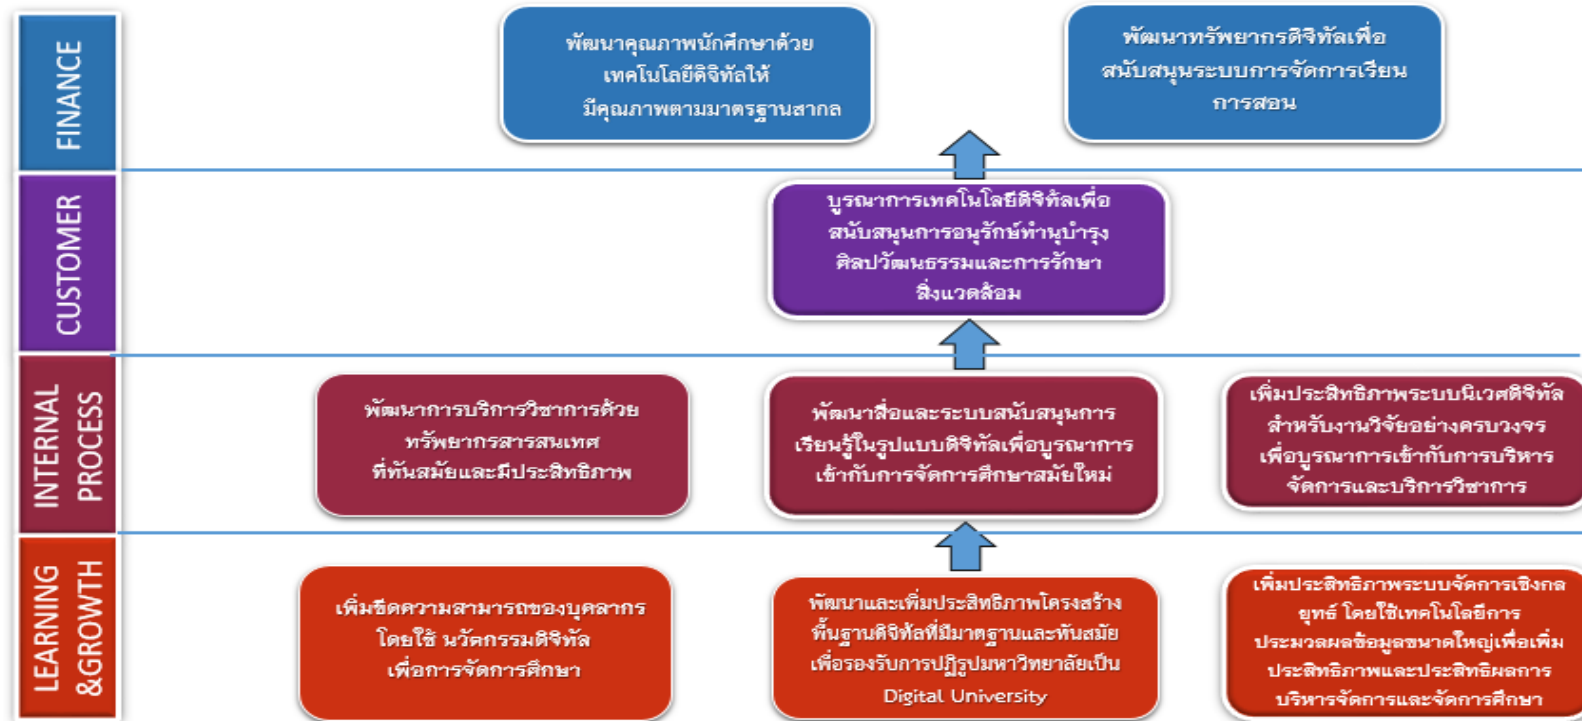 FINANCE
พัฒนาคุณภาพนักศึกษาด้วย
เทคโนโลยีดิจิทัลให้
มีคุณภาพตามมาตรฐานสากล
พัฒนาทรัพยากรดิจิทัลเพื่อ
สนับสนุนระบบการจัดการเรียน
การสอน
CUSTOMER
บูรณาการเทคโนโลยีดิจิทัลเพื่อ
สนับสนุนการอนุรักษ์ทำนุบำรุง
ศิลปวัฒนธรรมและการรักษา
สิ่งแวดล้อม
INTERNAL
PROCESS
พัฒนาการบริการวิชาการด้วย
ทรัพยากรสารสนเทศ
ที่ทันสมัยและมีประสิทธิภาพ
พัฒนาสื่อและระบบสนับสนุนการ
เรียนรู้ในรูปแบบดิจิทัลเพื่อบูรณาการ
เข้ากับการจัดการศึกษาสมัยใหม่
เพิ่มประสิทธิภาพระบบนิเวศดิจิทัล
สำหรับงานวิจัยอย่างครบวงจร
เพื่อบูรณาการเข้ากับการบริหาร
จัดการและบริการวิชาการ
LEARNING
&GROWTH
เพิ่มขีดความสามารถของบุคลากร
โดยใช้ นวัตกรรมดิจิทัล
เพื่อการจัดการศึกษา
พัฒนาและเพิ่มประสิทธิภาพโครงสร้าง
พื้นฐานดิจิทัลที่มีมาตฐานและทันสมัย
เพื่อรองรับการปฏิรูปมหาวิทยาลัยเป็น
Digital University
เพิ่มประสิทธิภาพระบบจัดการเชิงกล
ยุทธ์ โดยใช้เทคโนโลยีการ
ประมวลผลข้อมูลขนาดใหญ่เพื่อเพิ่ม
ประสิทธิภาพและประสิทธิผลการ
บริหารจัดการและจัดการศึกษา